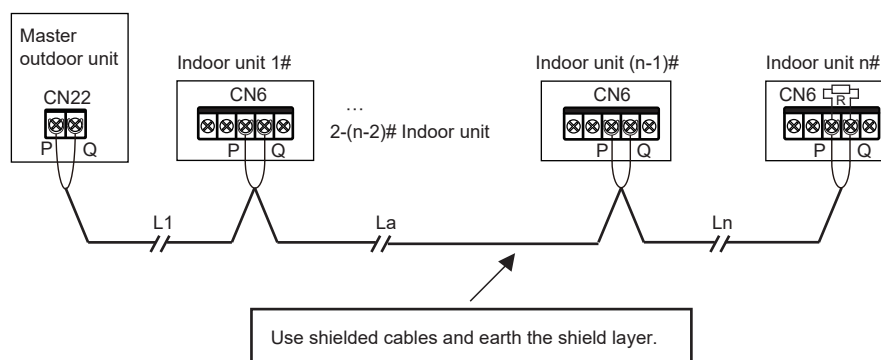 Master
outdoor unit
CN22
P Q
Indoor unit 1#
CN6
P Q
...
2-(n-2)# Indoor unit
Indoor unit (n-1)#
CN6
P Q
Indoor unit n#
CN6
R
P Q
L1
La
Ln
Use shielded cables and earth the shield layer.